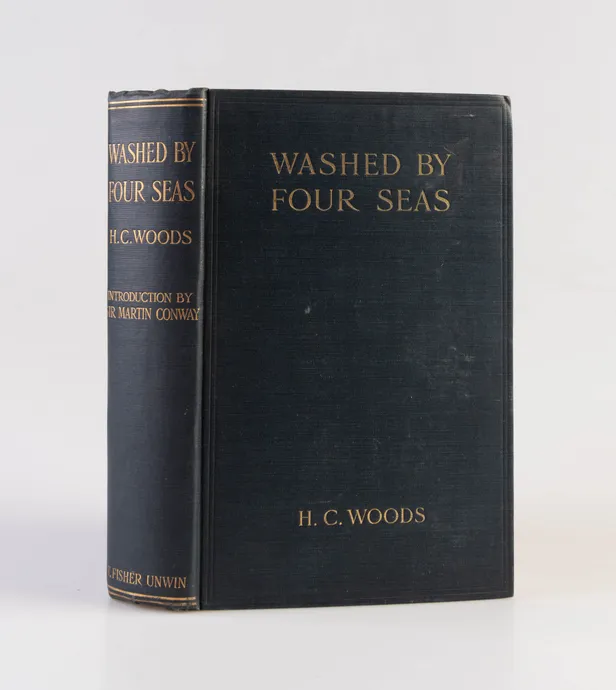 WASHED BY
FOUR SEAS
H.C. WOODS
INTRODUCTION BY
SIR MARTIN CONWAY
T. FISHER UNWIN
WASHED BY
FOUR SEAS
H. C. WOODS